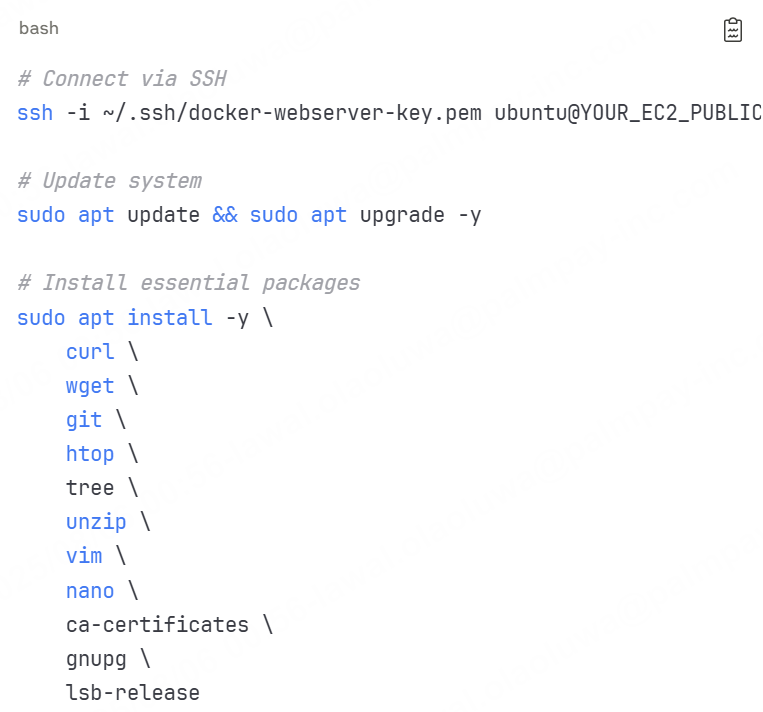 bash
# Connect via SSH
ssh -i ~/.ssh/docker-webserver-key.pem ubuntu@YOUR_EC2_PUBLIC
# Update system
sudo apt update && sudo apt upgrade -y
# Install essential packages
sudo apt install -y \
    curl \
    wget \
    git \
    htop \
    tree \
    unzip \
    vim \
    nano \
    ca-certificates \
    gnupg \
    lsb-release